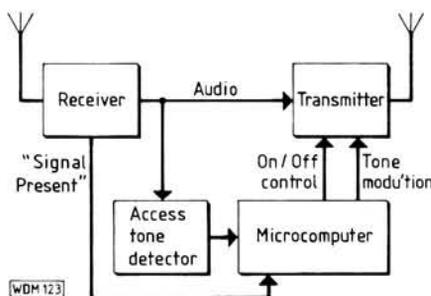 Receiver
Audio
Transmitter
"Signal
Present"
On/Off
control
Tone
modu'tion
Access
tone
detector
Microcomputer
WDM 123